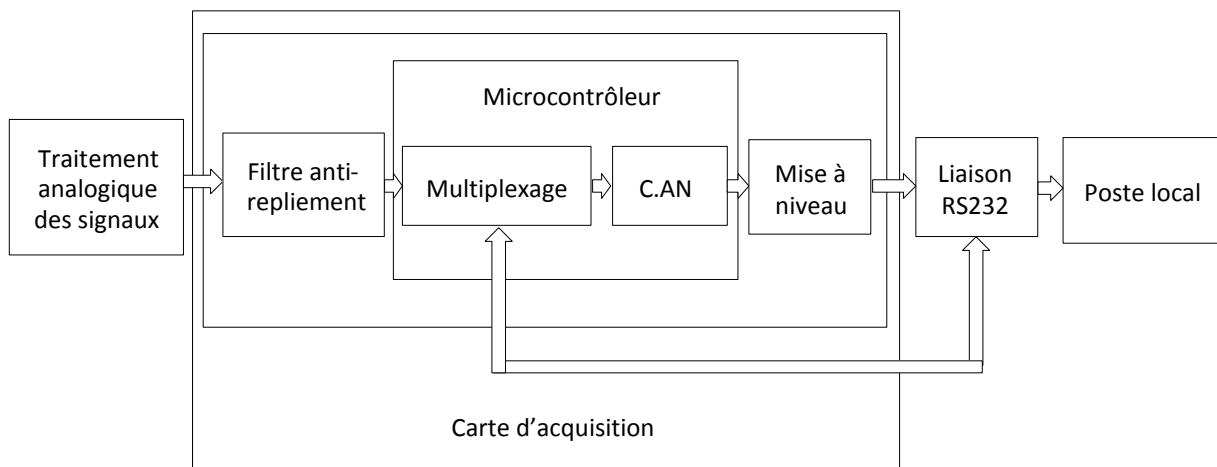 Microcontrôleur
Traitement
analogique
des signaux
Filtre anti-
repliement
Multiplexage
C.AN
Mise à
niveau
Liaison
RS232
Poste local
Carte d'acquisition